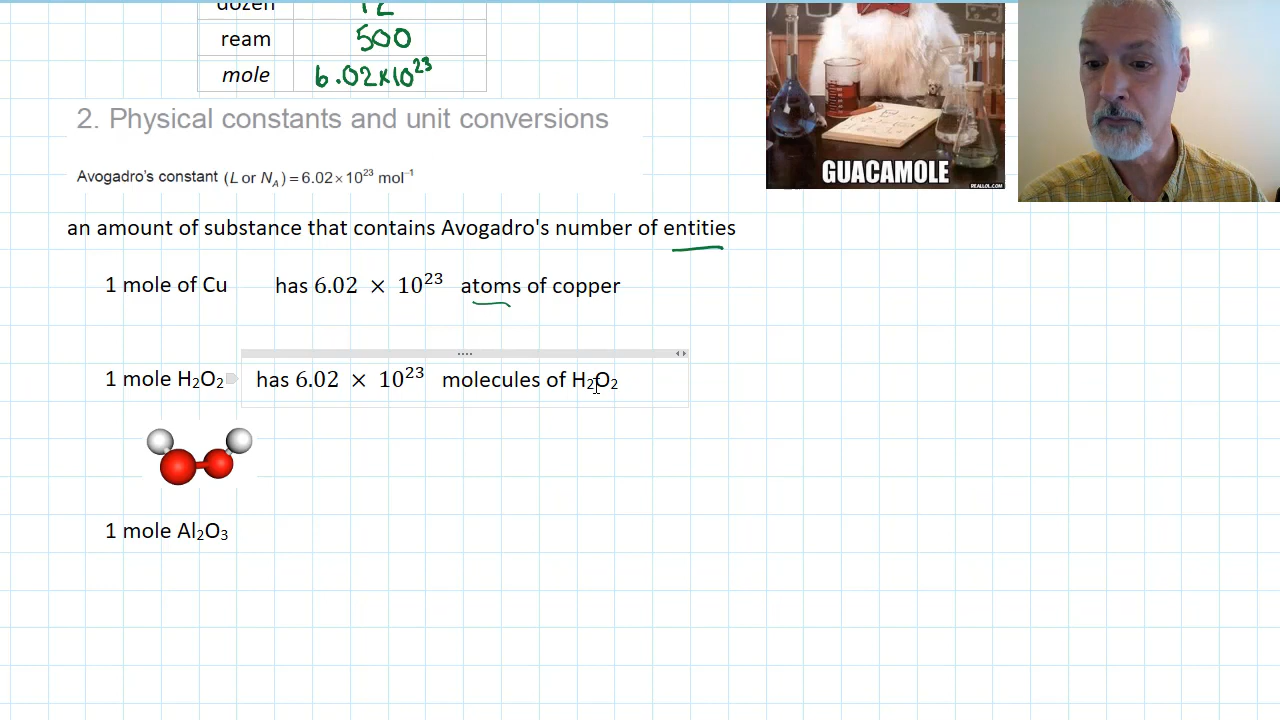 dozen 12
ream 500
mole 6.02×10²³
2. Physical constants and unit conversions
Avogadro's constant (L or N_A) = 6.02 × 10²³ mol⁻¹
GUACAMOLE
REALLOL.COM
an amount of substance that contains Avogadro's number of entities
1 mole of Cu has 6.02 × 10²³ atoms of copper
1 mole H₂O₂ has 6.02 × 10²³ molecules of H₂O₂
1 mole Al₂O₃